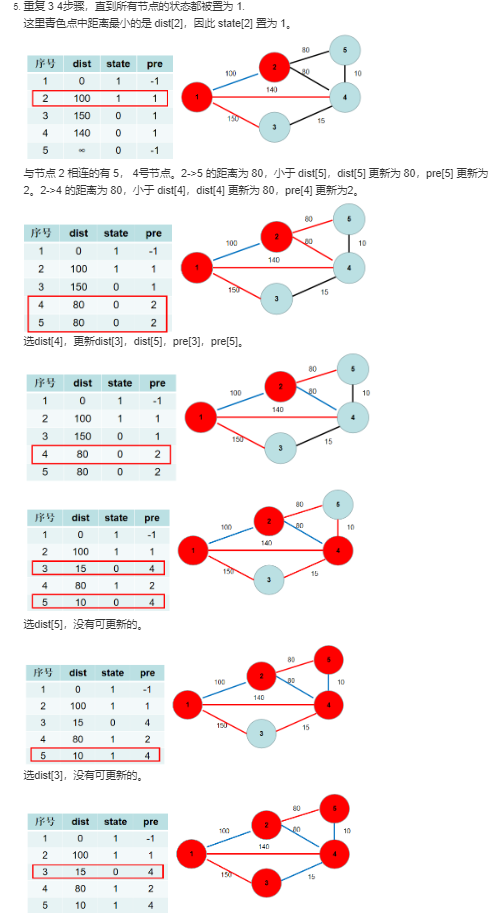 5. 重复 3 4步骤，直到所有节点的状态都被置为 1.
这里青色点中距离最小的是 dist[2]，因此 state[2] 置为 1。
序号 dist state pre
1 0 1 -1
2 100 1 1
3 150 0 1
4 140 0 1
5 ∞ 0 -1
80 5
100 2 80 10
140
1 4
150 15
3
与节点 2 相连的有 5， 4号节点。2->5 的距离为 80，小于 dist[5]，dist[5] 更新为 80，pre[5] 更新为
2。2->4 的距离为 80，小于 dist[4]，dist[4] 更新为 80，pre[4] 更新为2。
序号 dist state pre
1 0 1 -1
2 100 1 1
3 150 0 1
4 80 0 2
5 80 0 2
80 5
100 2 80 10
140
1 4
150 15
3
选dist[4]，更新dist[3]，dist[5]，pre[3]，pre[5]。
序号 dist state pre
1 0 1 -1
2 100 1 1
3 150 0 1
4 80 0 2
5 80 0 2
80 5
100 2 80 10
140
1 4
150 15
3
序号 dist state pre
1 0 1 -1
2 100 1 1
3 15 0 4
4 80 1 2
5 10 0 4
80 5
100 2 80 10
140
1 4
150 15
3
选dist[5]，没有可更新的。
序号 dist state pre
1 0 1 -1
2 100 1 1
3 15 0 4
4 80 1 2
5 10 1 4
80 5
100 2 80 10
140
1 4
150 15
3
选dist[3]，没有可更新的。
序号 dist state pre
1 0 1 -1
2 100 1 1
3 15 0 4
4 80 1 2
5 10 1 4
80 5
100 2 80 10
140
1 4
150 15
3